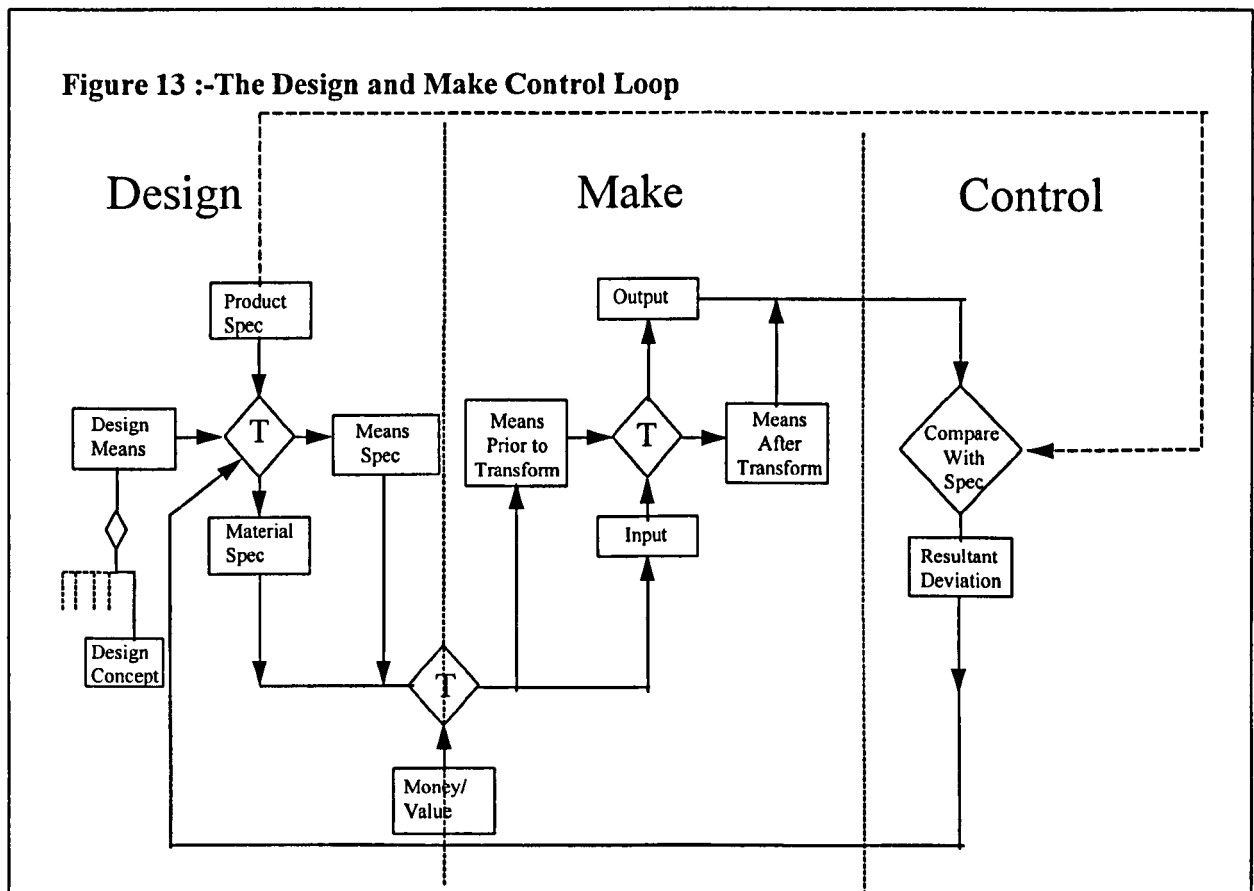 Figure 13 :-The Design and Make Control Loop
Design
Make
Control
Product
Spec
Output
Design
Means
T
Means
Spec
Means
Prior to
Transform
T
Means
After
Transform
Compare
With
Spec
Material
Spec
Input
Resultant
Deviation
Design
Concept
T
Money/
Value